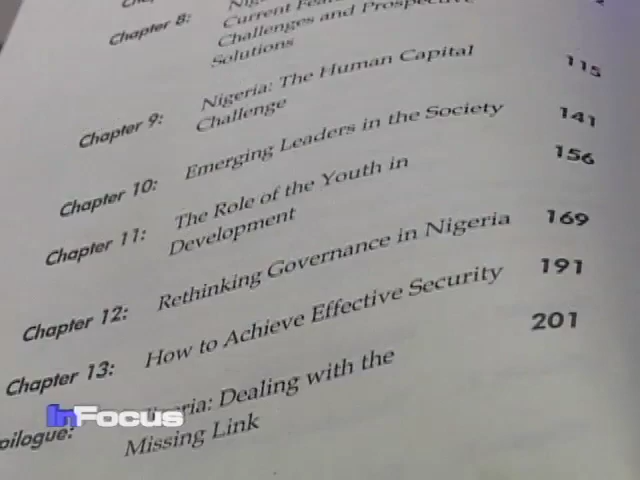 Chapter 8:
Current
Challenges and Prospective
Solutions
Chapter 9: Nigeria: The Human Capital 115
Challenge
Chapter 10: Emerging Leaders in the Society 141
Chapter 11: The Role of the Youth in 156
Development
Chapter 12: Rethinking Governance in Nigeria 169
Chapter 13: How to Achieve Effective Security 191
Dealing with the 201
Missing Link
InFocus